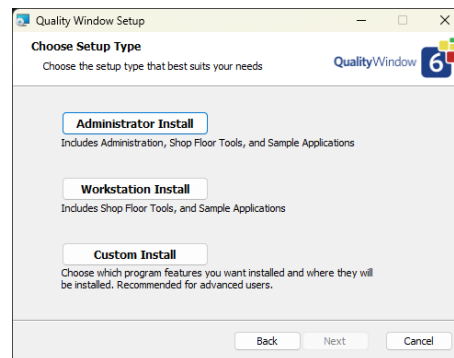 Quality Window Setup
Choose Setup Type
Choose the setup type that best suits your needs
QualityWindow 6
Administrator Install
Includes Administration, Shop Floor Tools, and Sample Applications
Workstation Install
Includes Shop Floor Tools, and Sample Applications
Custom Install
Choose which program features you want installed and where they will
be installed. Recommended for advanced users.
Back Next Cancel